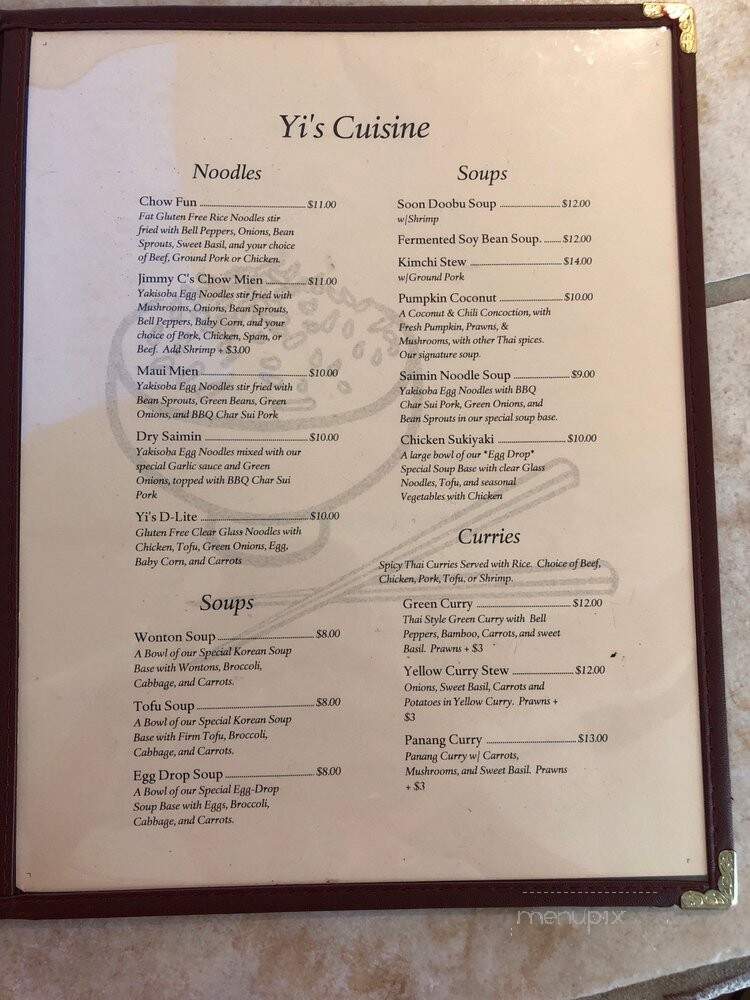 Yi's Cuisine
Noodles
Chow Fun $11.00
Fat Gluten Free Rice Noodles stir
fried with Bell Peppers, Onions, Bean
Sprouts, Sweet Basil, and your choice
of Beef, Ground Pork or Chicken.
Jimmy C's Chow Mien $11.00
Yakisoba Egg Noodles stir fried with
Mushrooms, Onions, Bean Sprouts,
Bell Peppers, Baby Corn, and your
choice of Pork, Chicken, Spam, or
Beef. Add Shrimp + $3.00
Maui Mien $10.00
Yakisoba Egg Noodles stir fried with
Bean Sprouts, Green Beans, Green
Onions, and BBQ Char Sui Pork
Dry Saimin $10.00
Yakisoba Egg Noodles mixed with our
special Garlic sauce and Green
Onions, topped with BBQ Char Sui
Pork
Yi's D-Lite $10.00
Gluten Free Clear Glass Noodles with
Chicken, Tofu, Green Onions, Egg,
Baby Corn, and Carrots
Soups
Wonton Soup $8.00
A Bowl of our Special Korean Soup
Base with Wontons, Broccoli,
Cabbage, and Carrots.
Tofu Soup $8.00
A Bowl of our Special Korean Soup
Base with Firm Tofu, Broccoli,
Cabbage, and Carrots.
Egg Drop Soup $8.00
A Bowl of our Special Egg-Drop
Soup Base with Eggs, Broccoli,
Cabbage, and Carrots.
Soups
Soon Doobu Soup $12.00
w/Shrimp
Fermented Soy Bean Soup. $12.00
Kimchi Stew $14.00
w/Ground Pork
Pumpkin Coconut $10.00
A Coconut & Chili Concoction, with
Fresh Pumpkin, Prawns, &
Mushrooms, with other Thai spices.
Our signature soup.
Saimin Noodle Soup $9.00
Yakisoba Egg Noodles with BBQ
Char Sui Pork, Green Onions, and
Bean Sprouts in our special soup base.
Chicken Sukiyaki $10.00
A large bowl of our *Egg Drop*
Special Soup Base with clear Glass
Noodles, Tofu, and seasonal
Vegetables with Chicken
Curries
Spicy Thai Curries Served with Rice. Choice of Beef,
Chicken, Pork, Tofu, or Shrimp.
Green Curry $12.00
Thai Style Green Curry with Bell
Peppers, Bamboo, Carrots, and sweet
Basil. Prawns + $3
Yellow Curry Stew $12.00
Onions, Sweet Basil, Carrots and
Potatoes in Yellow Curry. Prawns +
$3
Panang Curry $13.00
Panang Curry w/ Carrots,
Mushrooms, and Sweet Basil. Prawns
+ $3
menupix